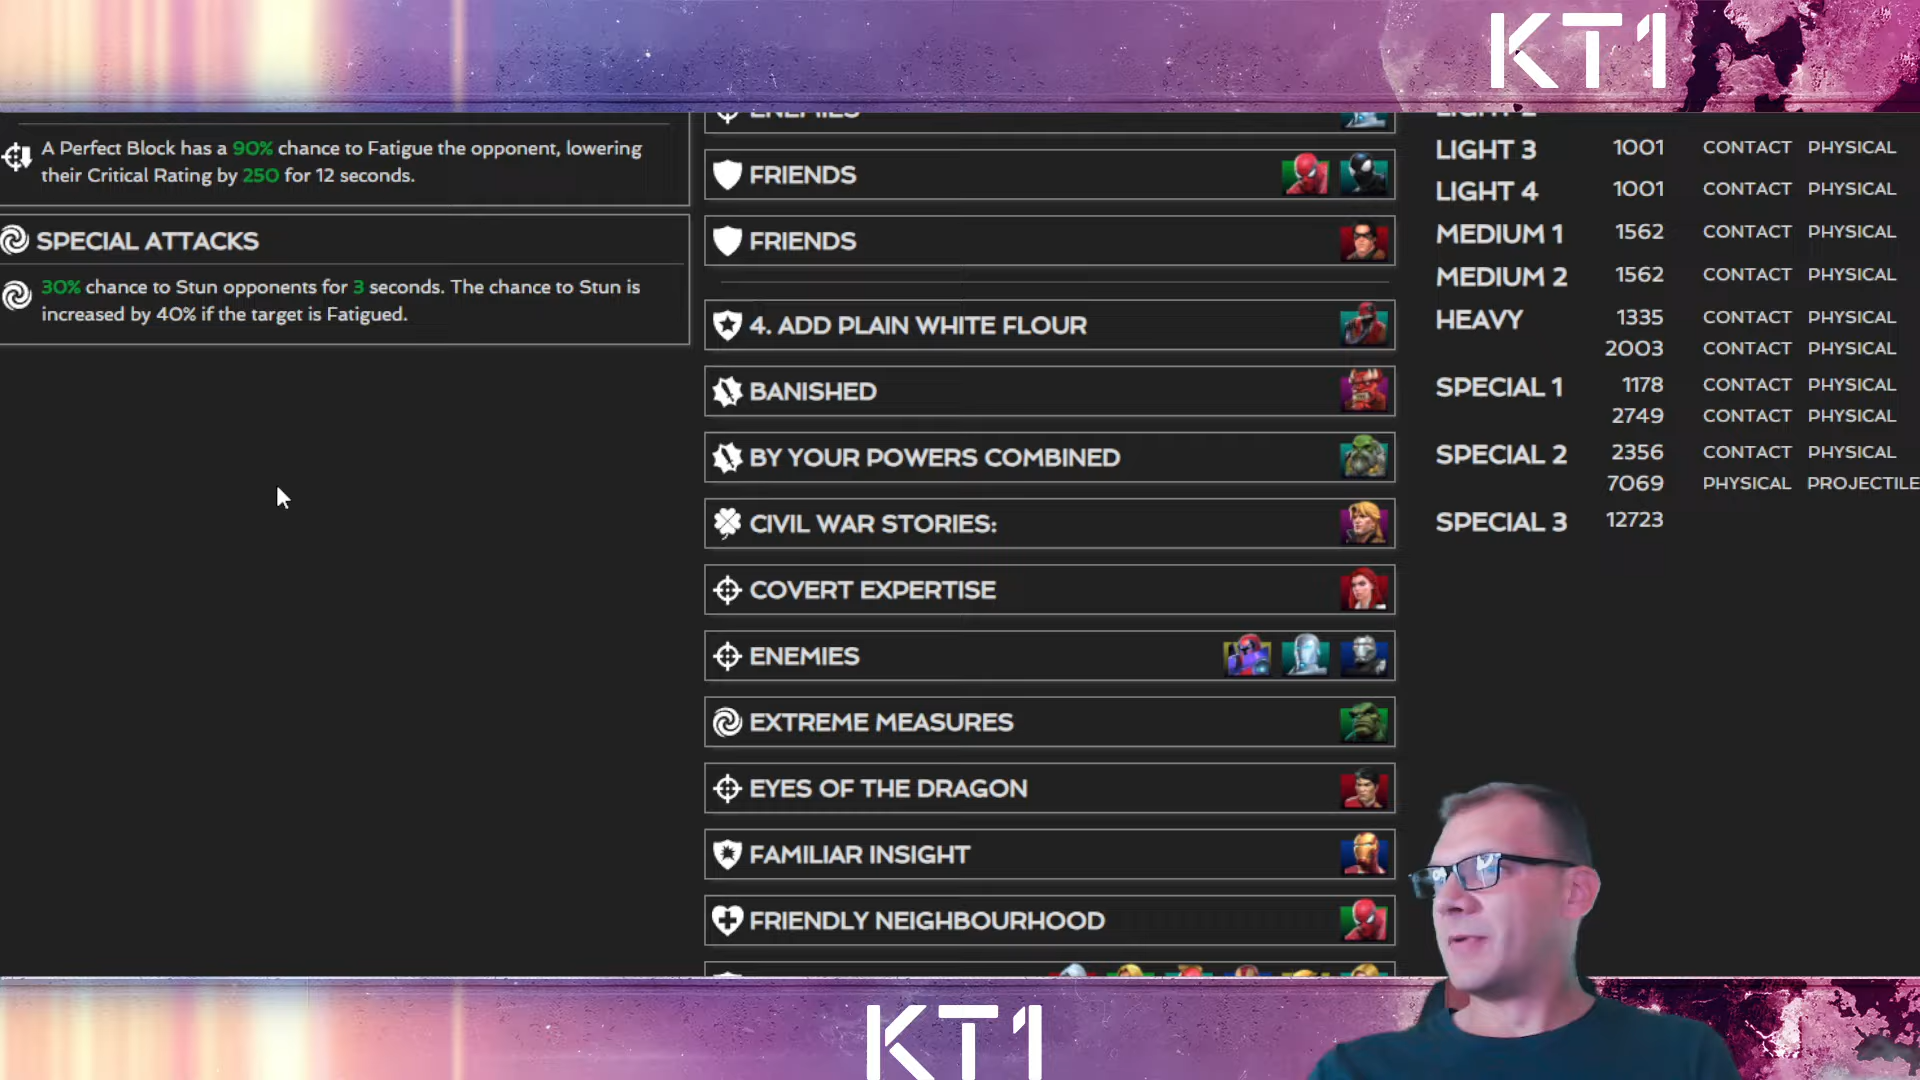 KT1
ENEMIES
A Perfect Block has a 90% chance to Fatigue the opponent, lowering
their Critical Rating by 250 for 12 seconds.
SPECIAL ATTACKS
30% chance to Stun opponents for 3 seconds. The chance to Stun is
increased by 40% if the target is Fatigued.
FRIENDS
FRIENDS
4. ADD PLAIN WHITE FLOUR
BANISHED
BY YOUR POWERS COMBINED
CIVIL WAR STORIES:
COVERT EXPERTISE
ENEMIES
EXTREME MEASURES
EYES OF THE DRAGON
FAMILIAR INSIGHT
FRIENDLY NEIGHBOURHOOD
LIGHT 2
LIGHT 3 1001 CONTACT PHYSICAL
LIGHT 4 1001 CONTACT PHYSICAL
MEDIUM 1 1562 CONTACT PHYSICAL
MEDIUM 2 1562 CONTACT PHYSICAL
HEAVY 1335 CONTACT PHYSICAL
2003 CONTACT PHYSICAL
SPECIAL 1 1178 CONTACT PHYSICAL
2749 CONTACT PHYSICAL
SPECIAL 2 2356 CONTACT PHYSICAL
7069 PHYSICAL PROJECTILE
SPECIAL 3 12723
KT1